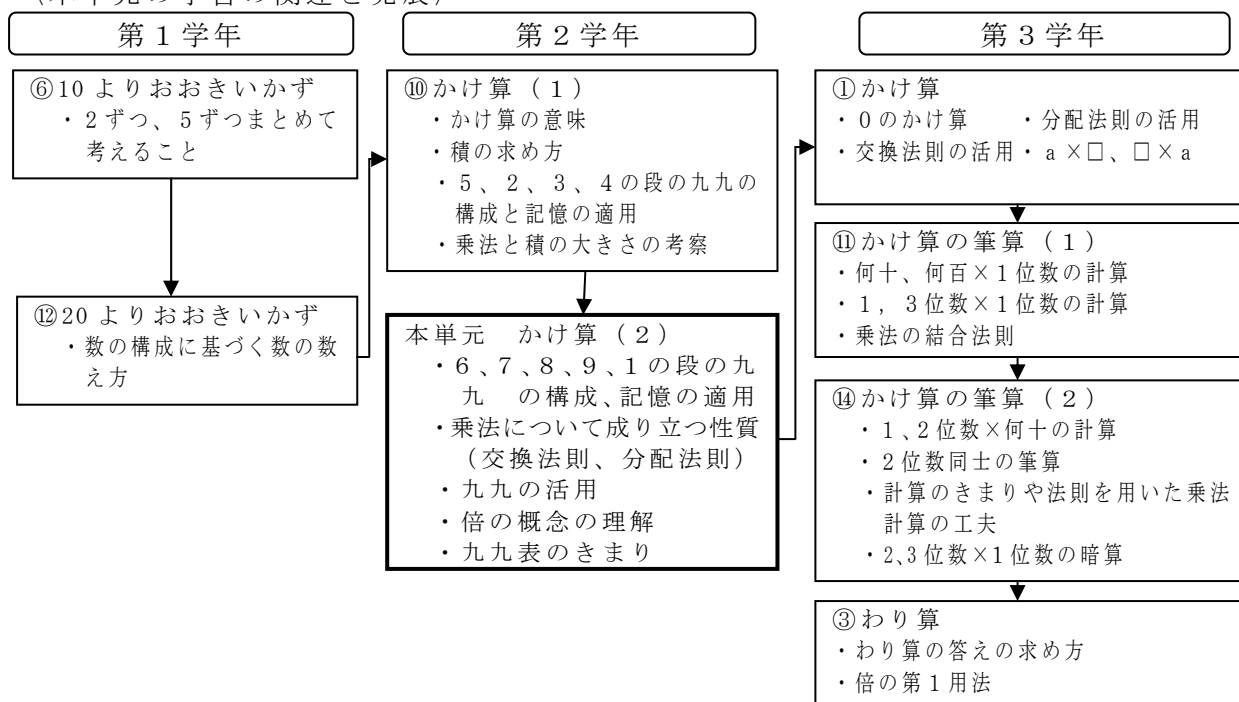 第１学年
⑥10よりおおきいかず
・２ずつ、５ずつまとめて
考えること
⑫20よりおおきいかず
・数の構成に基づく数の数
え方
第２学年
⑩かけ算（１）
・かけ算の意味
・積の求め方
・５、２、３、４の段の九九の
構成と記憶の適用
・乗法と積の大きさの考察
本単元　かけ算（２）
・６、７、８、９、１の段の九
九　の構成、記憶の適用
・乗法について成り立つ性質
（交換法則、分配法則）
・九九の活用
・倍の概念の理解
・九九表のきまり
第３学年
①かけ算
・０のかけ算　・分配法則の活用
・交換法則の活用・ａ×□、□×ａ
⑪かけ算の筆算（１）
・何十、何百×１位数の計算
・１，３位数×１位数の計算
・乗法の結合法則
⑭かけ算の筆算（２）
・１、２位数×何十の計算
・２位数同士の筆算
・計算のきまりや法則を用いた乗法
計算の工夫
・2、3位数×1位数の暗算
③わり算
・わり算の答えの求め方
・倍の第１用法